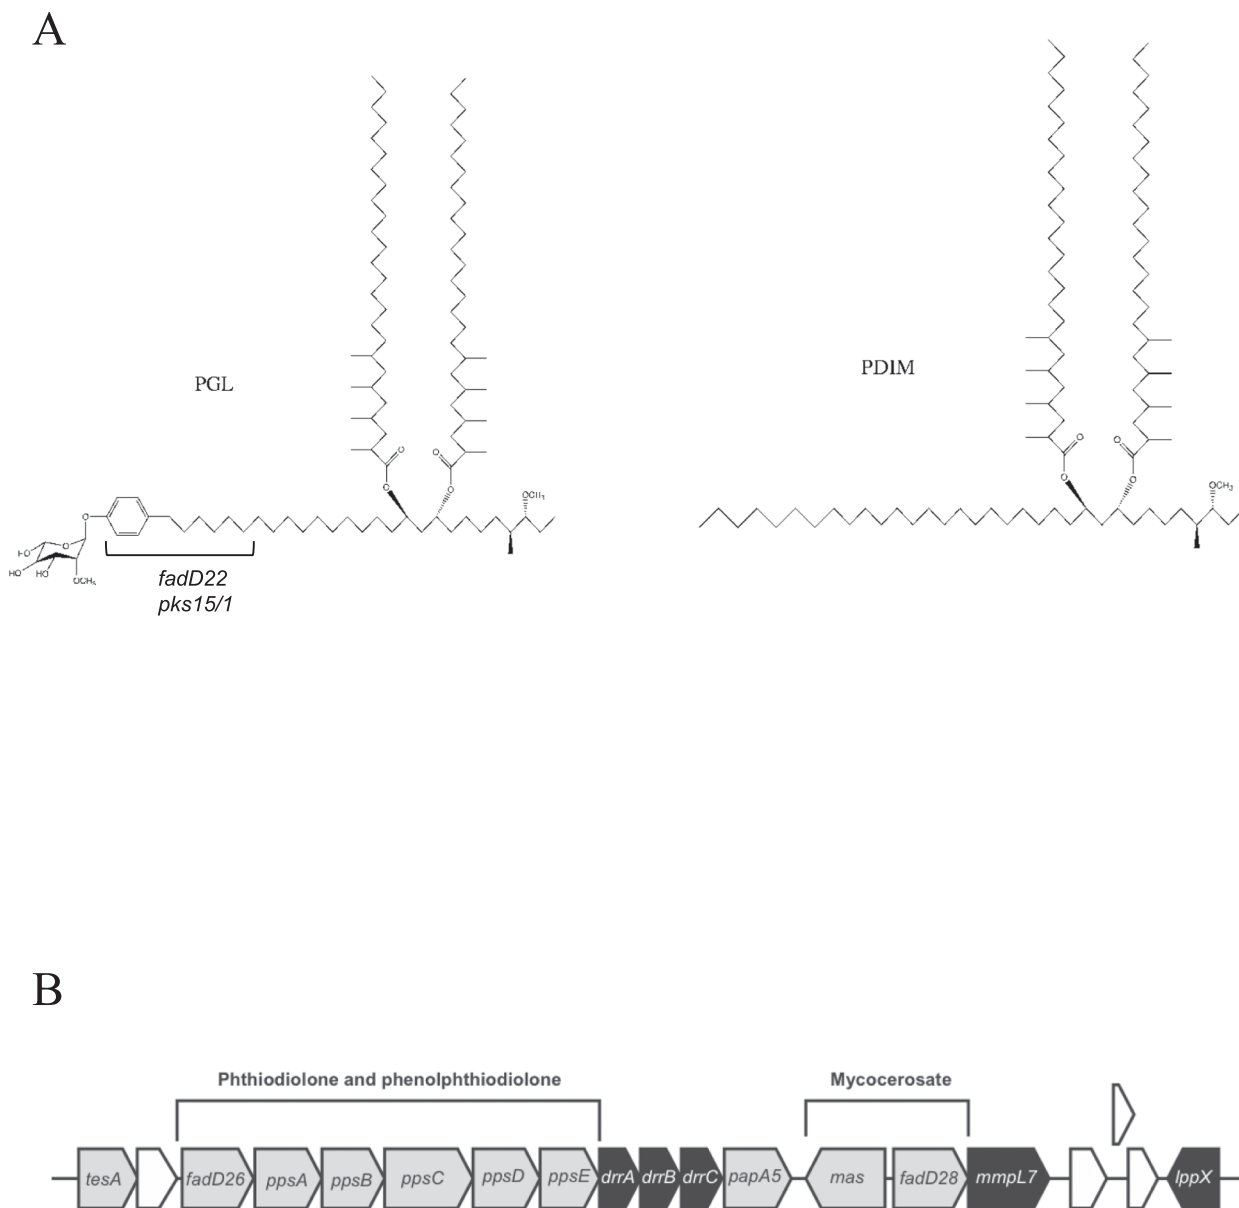 A
PGL
PDIM
O
O
O
O
OCH₃
O
O
O
O
OCH₃
O
O
HO
HO
HO
OCH₃
fadD22
pks15/1
B
Phthiodiolone and phenolphthiodiolone
Mycocerosate
tesA fadD26 ppsA ppsB ppsC ppsD ppsE drrA drrB drrC papA5 mas fadD28 mmpL7 lppX